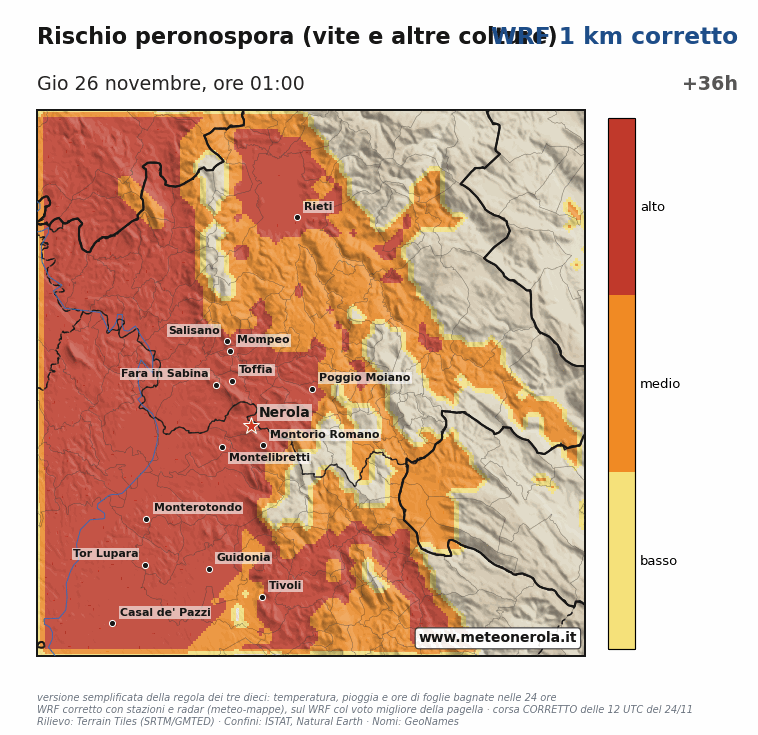 Rischio peronospora (vite e altre colture)
WRF 1 km corretto
Gio 26 novembre, ore 01:00
+36h
alto
medio
basso
Rieti
Salisano
Mompeo
Fara in Sabina
Toffia
Poggio Moiano
Nerola
Montorio Romano
Montelibretti
Monterotondo
Tor Lupara
Guidonia
Tivoli
Casal de' Pazzi
www.meteonerola.it
versione semplificata della regola dei tre dieci: temperatura, pioggia e ore di foglie bagnate nelle 24 ore
WRF corretto con stazioni e radar (meteo-mappe), sul WRF col voto migliore della pagella · corsa CORRETTO delle 12 UTC del 24/11
Rilievo: Terrain Tiles (SRTM/GMTED) · Confini: ISTAT, Natural Earth · Nomi: GeoNames